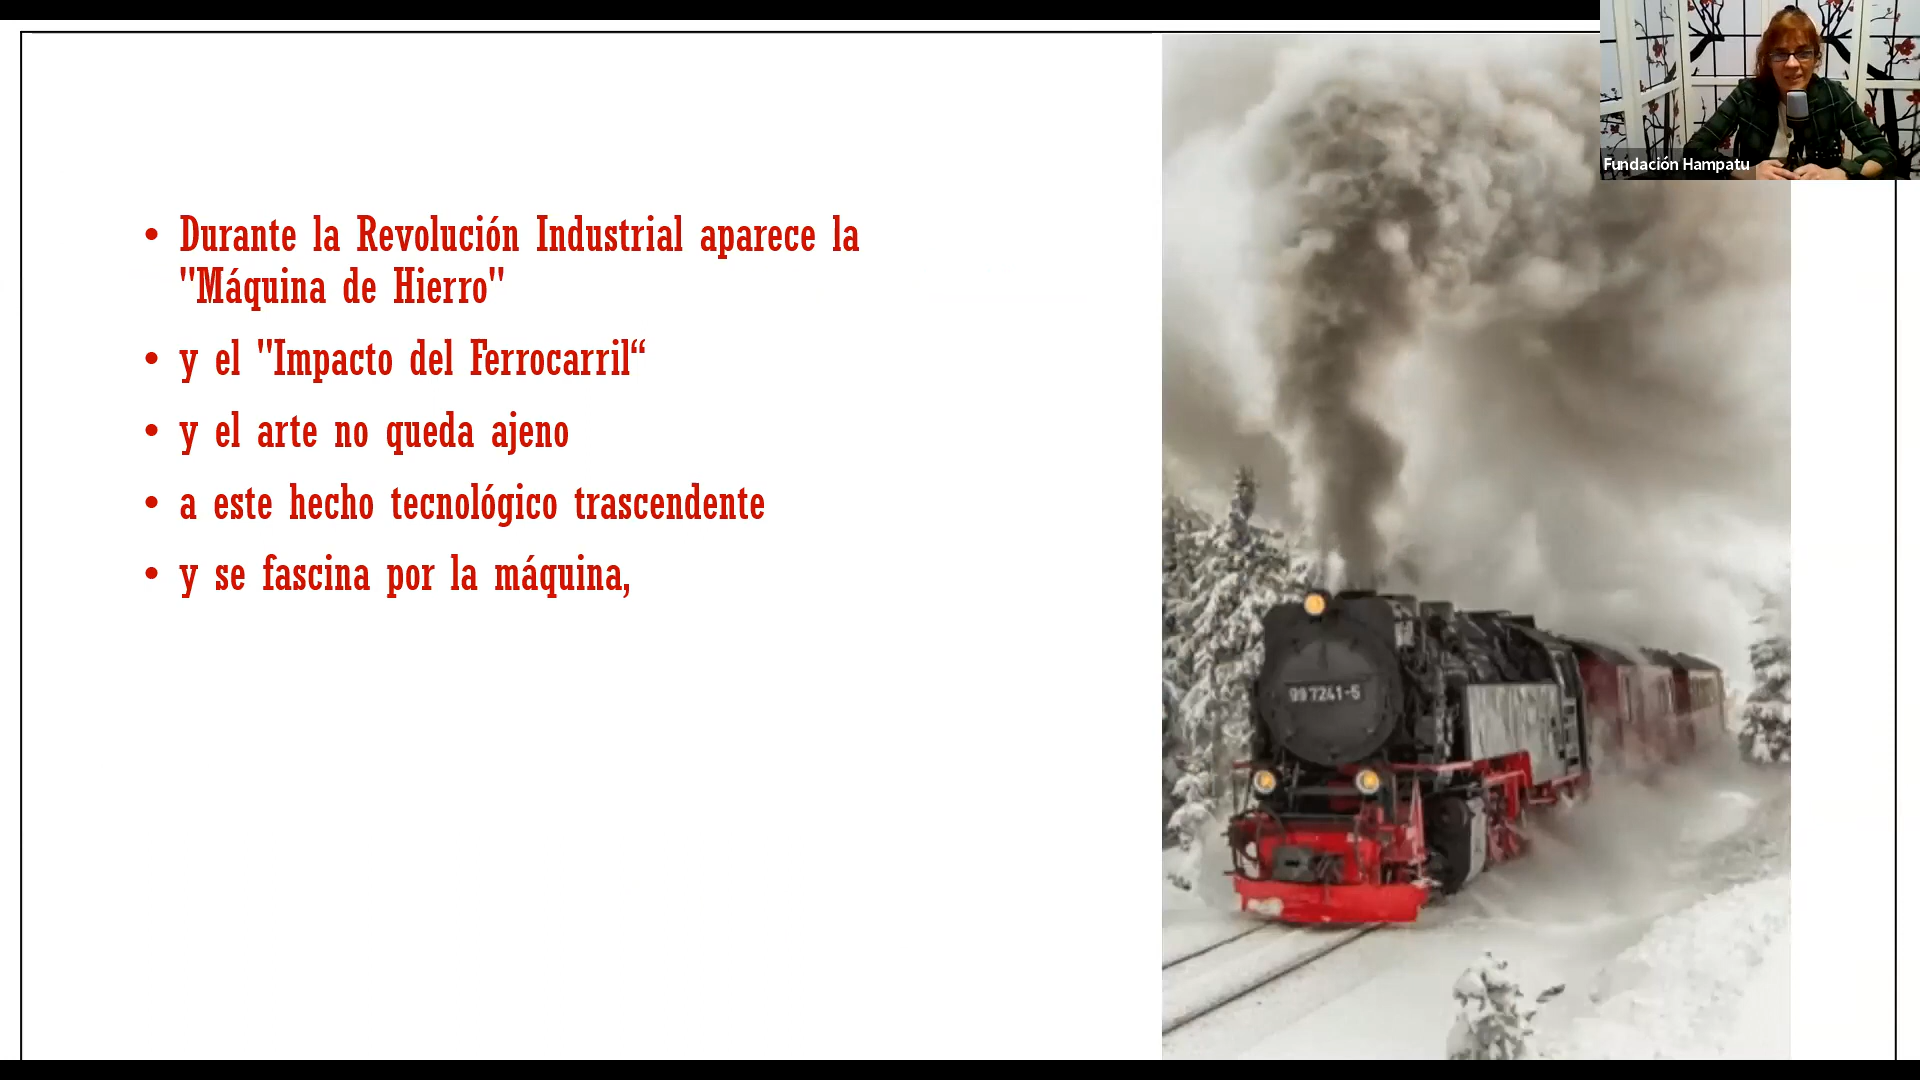 Fundación Hampatu
• Durante la Revolución Industrial aparece la
"Máquina de Hierro"
• y el "Impacto del Ferrocarril“
• y el arte no queda ajeno
• a este hecho tecnológico trascendente
• y se fascina por la máquina,
99 7241-5